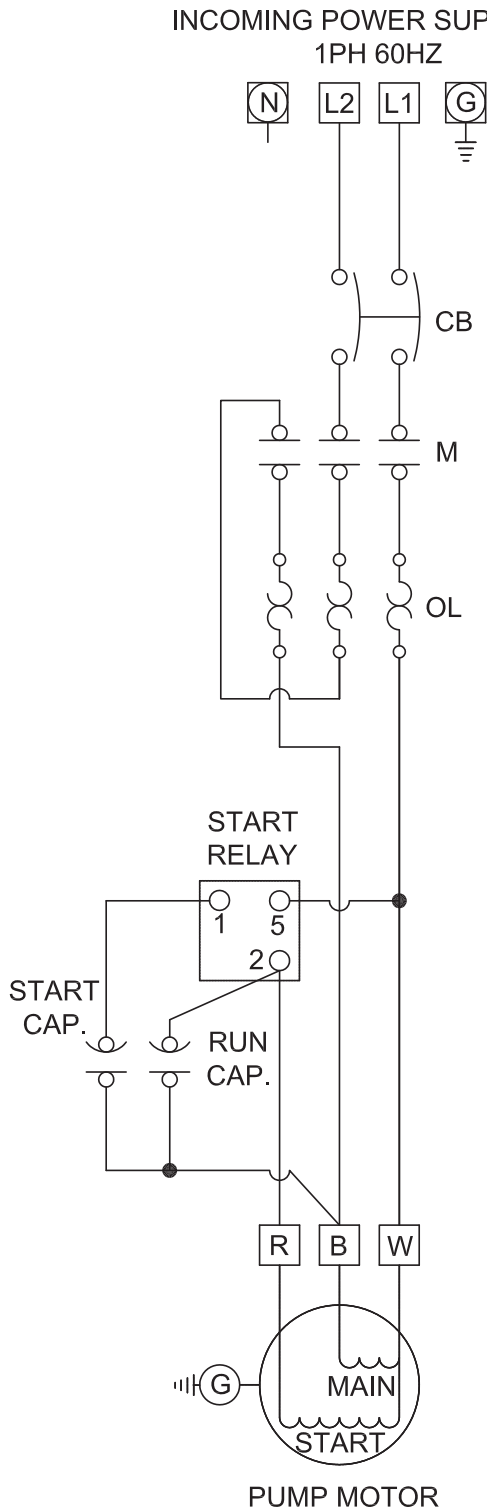 INCOMING POWER SUP
1PH 60HZ
N L2 L1 G
CB
M
OL
START
RELAY
1 5
2
START
CAP.
RUN
CAP.
R B W
G
MAIN
START
PUMP MOTOR